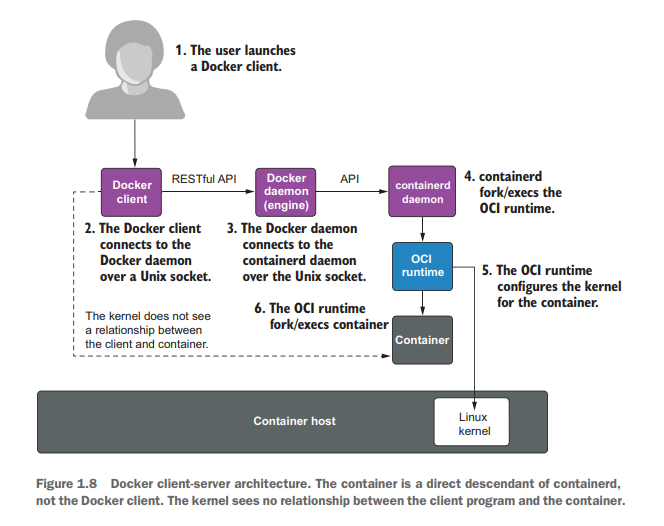 1. The user launches
a Docker client.
Docker
client
RESTful API
Docker
daemon
(engine)
API
containerd
daemon
4. containerd
fork/execs the
OCI runtime.
2. The Docker client
connects to the
Docker daemon
over a Unix socket.
3. The Docker daemon
connects to the
containerd daemon
over the Unix socket.
OCI
runtime
5. The OCI runtime
configures the kernel
for the container.
6. The OCI runtime
fork/execs container
The kernel does not see
a relationship between
the client and container.
Container
Container host
Linux
kernel
Figure 1.8 Docker client-server architecture. The container is a direct descendant of containerd,
not the Docker client. The kernel sees no relationship between the client program and the container.